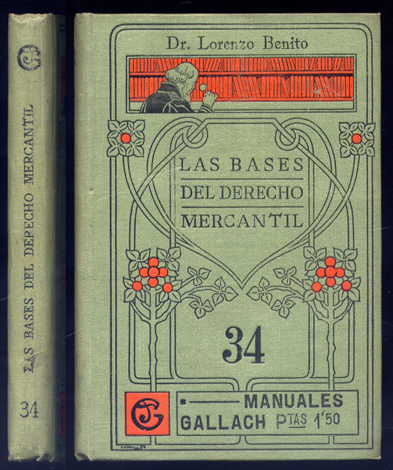 LAS BASES DEL DERECHO MERCANTIL
34
Dr. Lorenzo Benito
LAS BASES
DEL DERECHO
MERCANTIL
34
MANUALES
GALLACH PTAS 1'50